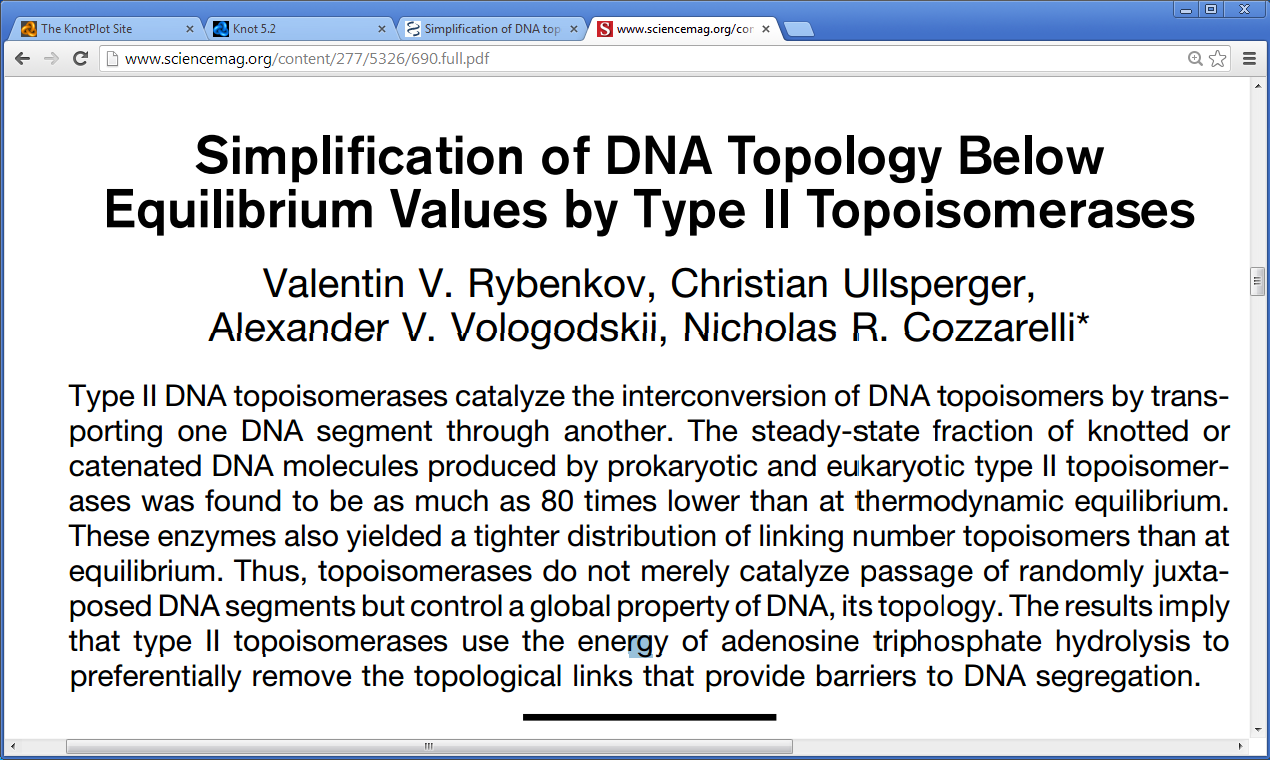 The KnotPlot Site
Knot 5.2
Simplification of DNA top
www.sciencemag.org/cor
www.sciencemag.org/content/277/5326/690.full.pdf
Simplification of DNA Topology Below
Equilibrium Values by Type II Topoisomerases
Valentin V. Rybenkov, Christian Ullsperger,
Alexander V. Vologodskii, Nicholas R. Cozzarelli*
Type II DNA topoisomerases catalyze the interconversion of DNA topoisomers by trans-
porting one DNA segment through another. The steady-state fraction of knotted or
catenated DNA molecules produced by prokaryotic and eukaryotic type II topoisomer-
ases was found to be as much as 80 times lower than at thermodynamic equilibrium.
These enzymes also yielded a tighter distribution of linking number topoisomers than at
equilibrium. Thus, topoisomerases do not merely catalyze passage of randomly juxta-
posed DNA segments but control a global property of DNA, its topology. The results imply
that type II topoisomerases use the energy of adenosine triphosphate hydrolysis to
preferentially remove the topological links that provide barriers to DNA segregation.